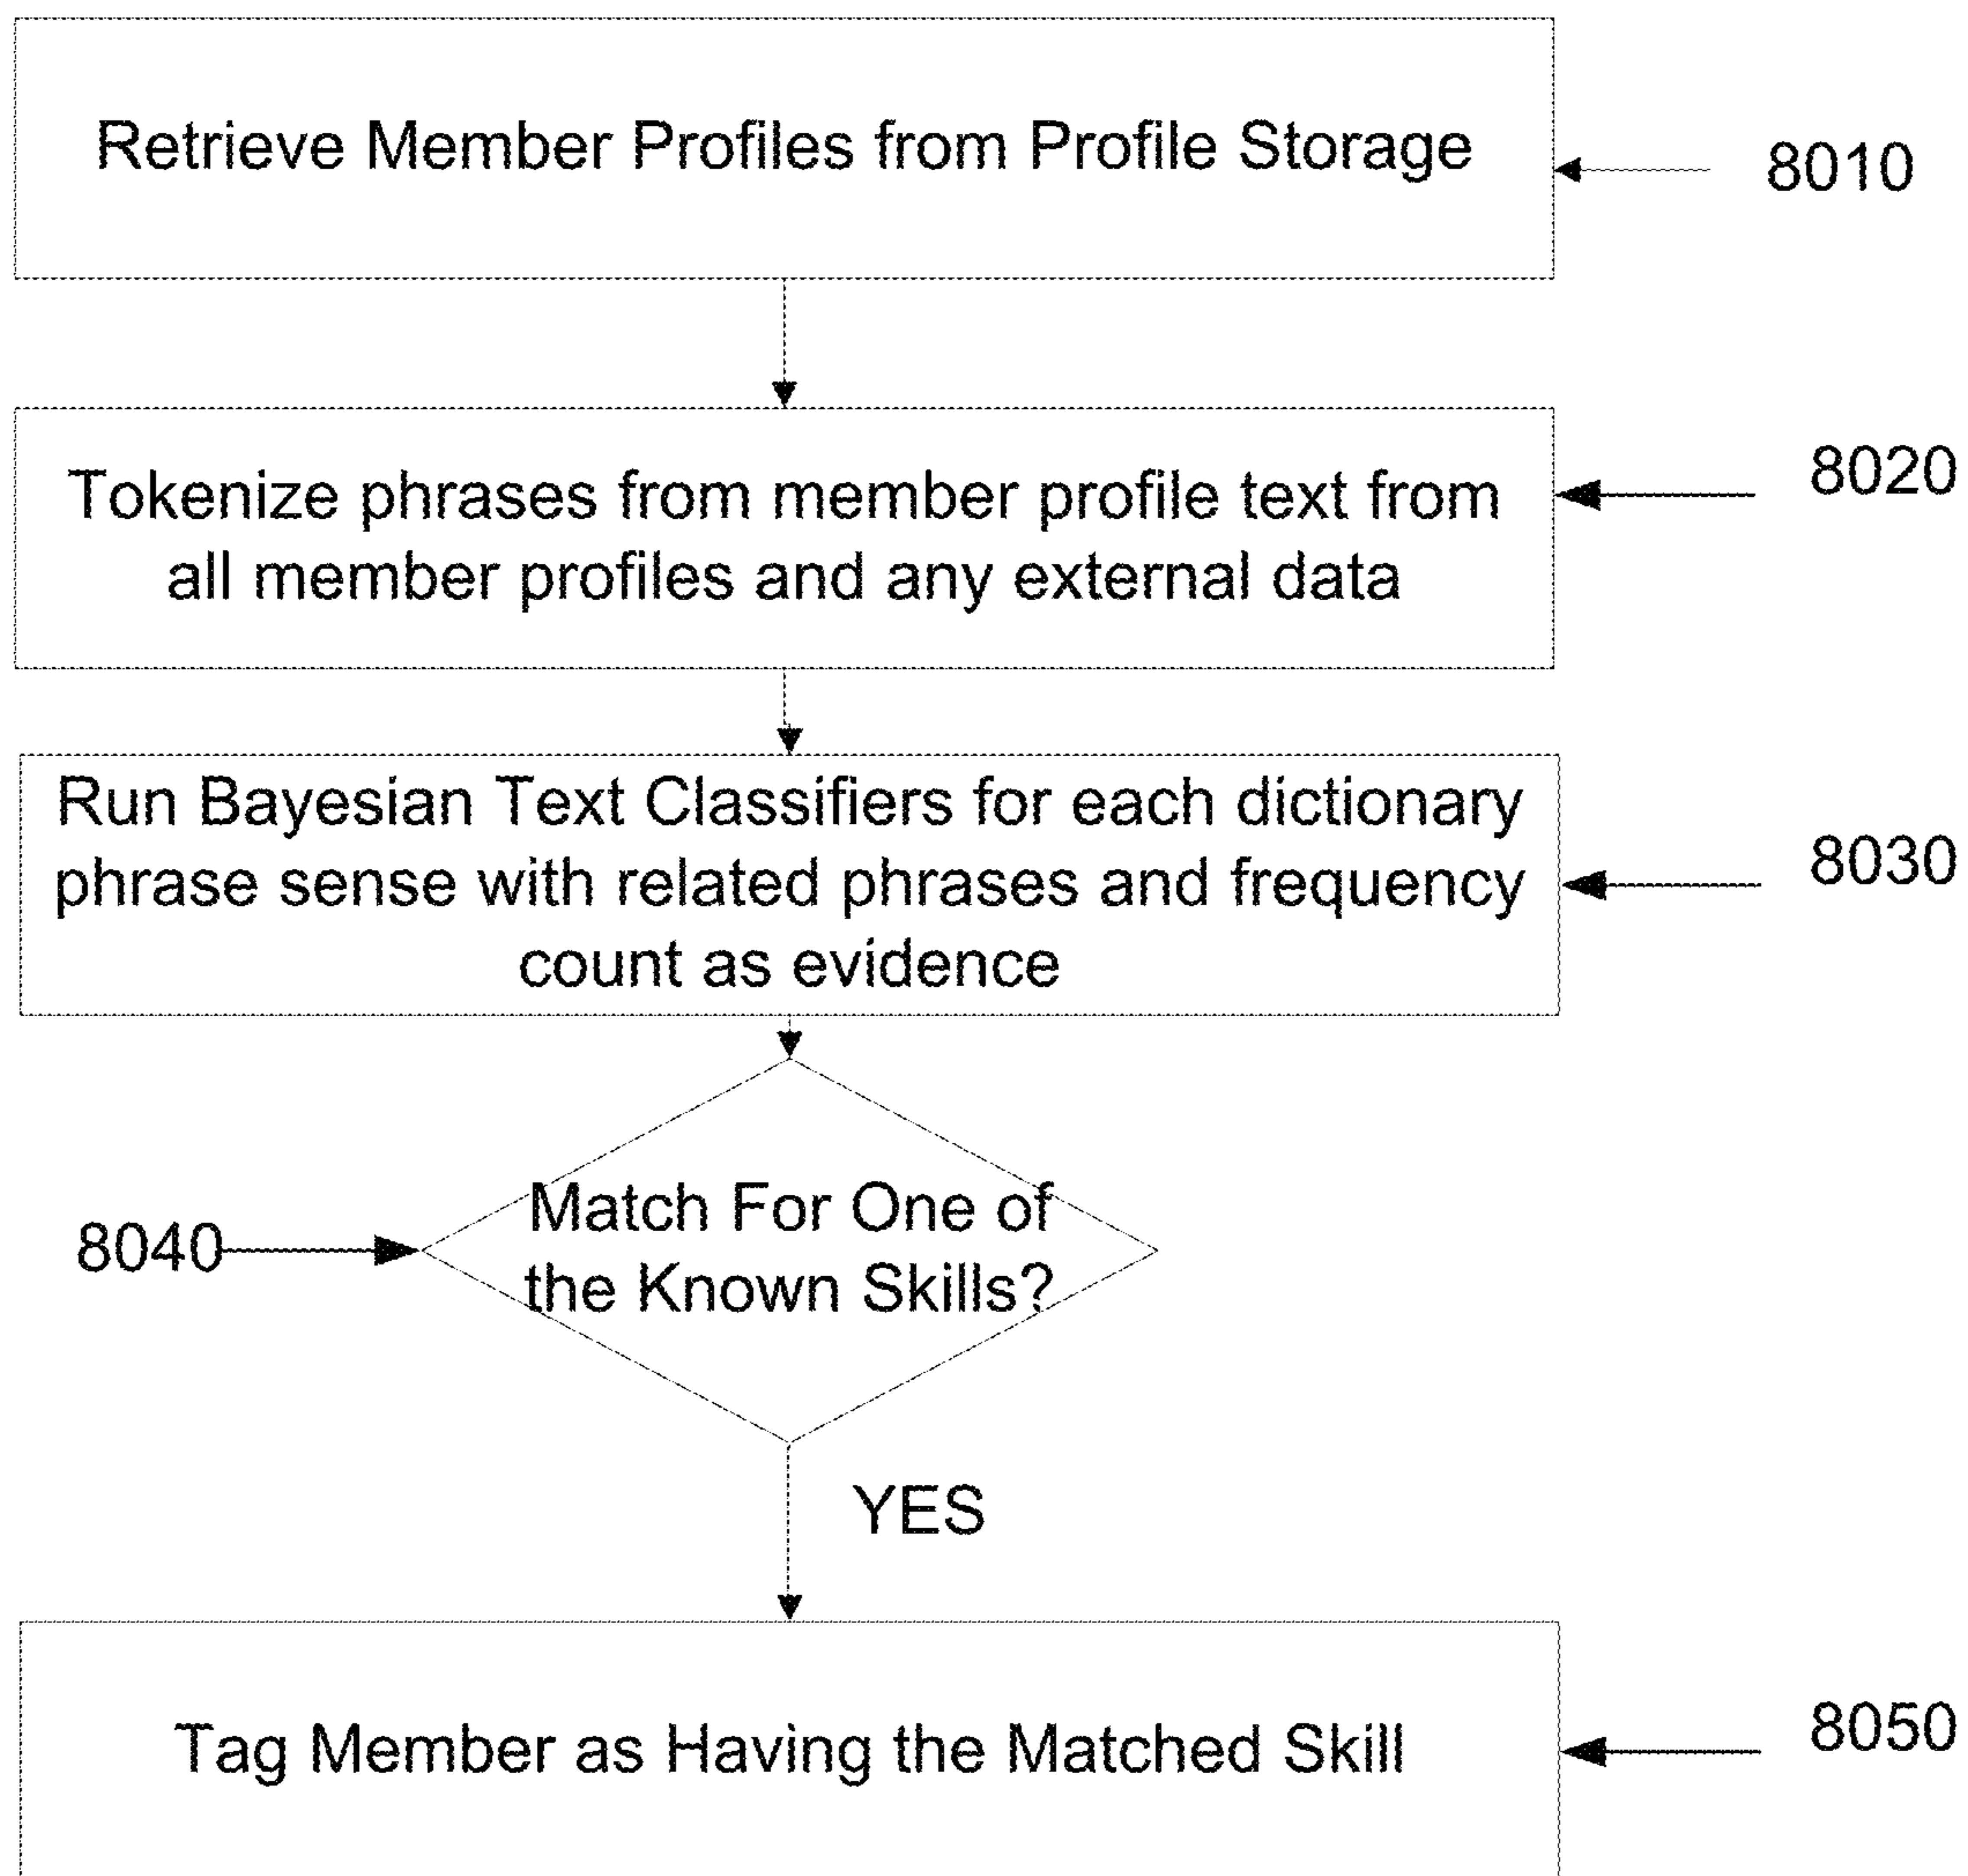 Retrieve Member Profiles from Profile Storage
8010
Tokenize phrases from member profile text from
all member profiles and any external data
8020
Run Bayesian Text Classifiers for each dictionary
phrase sense with related phrases and frequency
count as evidence
8030
Match For One of
the Known Skills?
8040
YES
Tag Member as Having the Matched Skill
8050